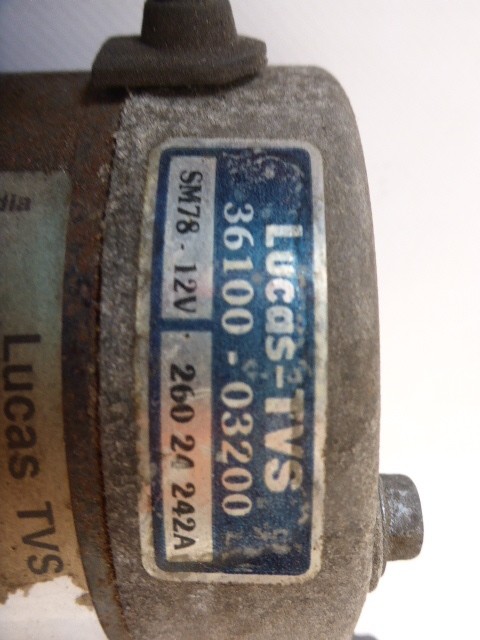 Lucas-TVS
36100-03200
SM78.12V
260 24 242A
dia
Lucas TVS